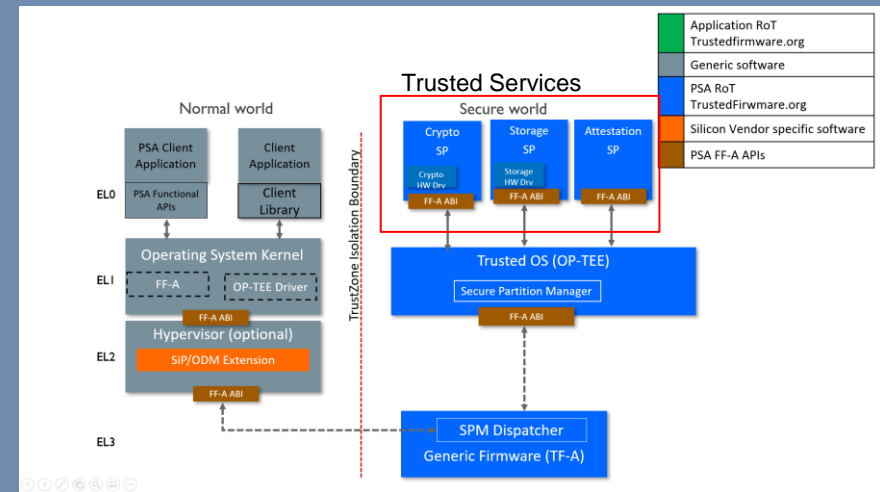 Application RoT
Trustedfirmware.org
Generic software
PSA RoT
TrustedFirwmare.org
Silicon Vendor specific software
PSA FF-A APIs
Trusted Services
Normal world
Secure world
PSA Client
Application
PSA Functional
APIs
Client
Application
Client
Library
Crypto
SP
Crypto
HW Drv
FF-A ABI
Storage
SP
Storage
HW Drv
FF-A ABI
Attestation
SP
FF-A ABI
TrustZone Isolation Boundary
EL0
Operating System Kernel
EL1
FF-A
OP-TEE Driver
FF-A ABI
Trusted OS (OP-TEE)
Secure Partition Manager
FF-A ABI
Hypervisor (optional)
EL2
SiP/ODM Extension
FF-A ABI
EL3
SPM Dispatcher
Generic Firmware (TF-A)